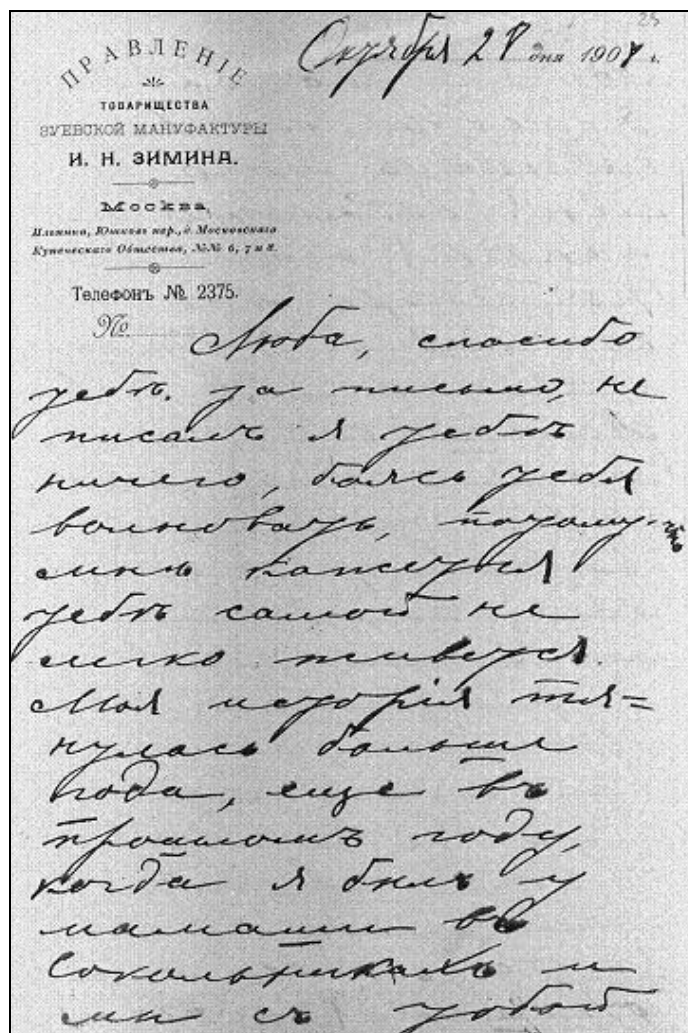 23
Октября 28 дня 1908 г.
ПРАВЛЕНІЕ
ТОВАРИЩЕСТВА
ЗУЕВСКОЙ МАНУФАКТУРЫ
И. Н. ЗИМИНА.
Москва,
Ильинка, Юшковъ пер., д. Московскаго
Купеческаго Общества, №№ 6, 7 и 8.
Телефонъ № 2375.
№
Люба, спасибо
тебѣ за письмо, не
писалъ я тебѣ
ничего, боясь тебя
волновать, потому что
мнѣ кажется
тебѣ самой не
легко живется.
Моя исторія тя=
нулась больше
года, еще въ
прошломъ году,
когда я былъ у
мамаши въ
Сокольникахъ и
мы съ тобой